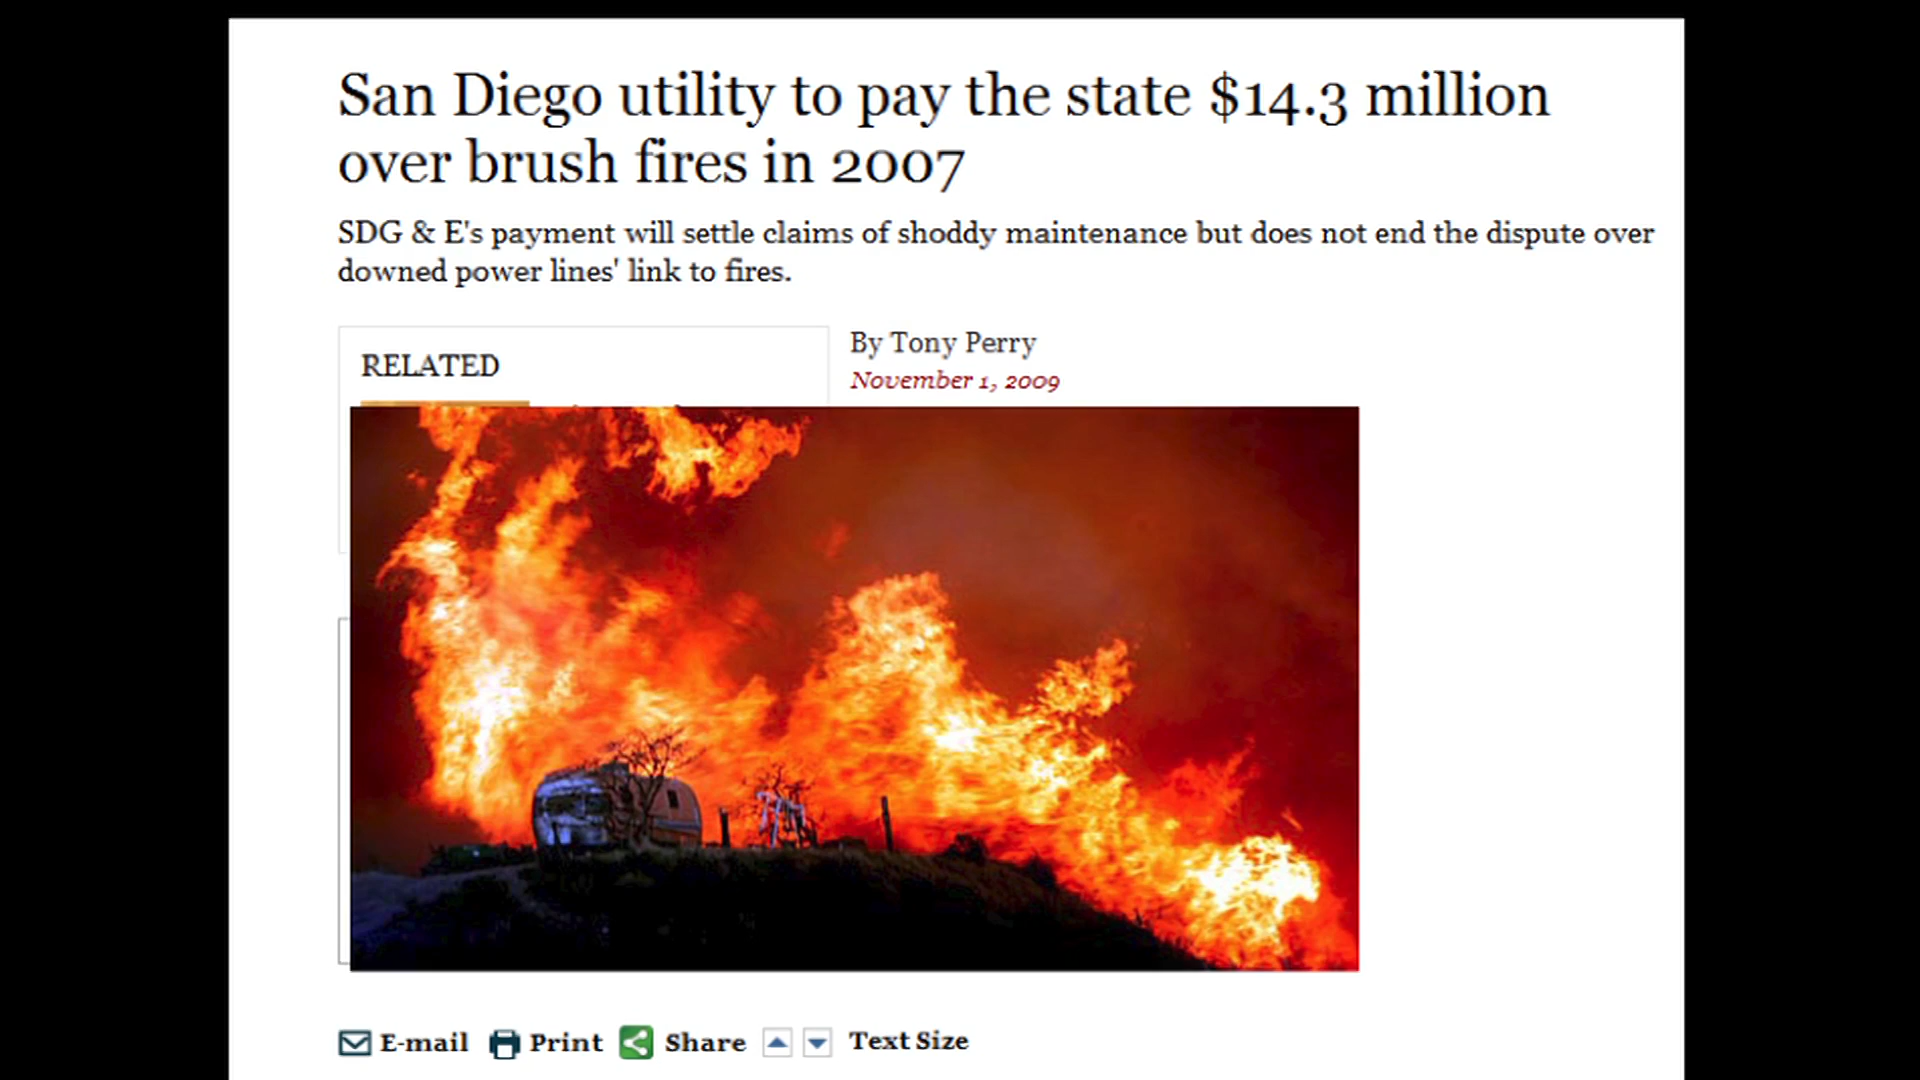 San Diego utility to pay the state $14.3 million
over brush fires in 2007
SDG & E's payment will settle claims of shoddy maintenance but does not end the dispute over
downed power lines' link to fires.
RELATED
By Tony Perry
November 1, 2009
E-mail Print Share Text Size